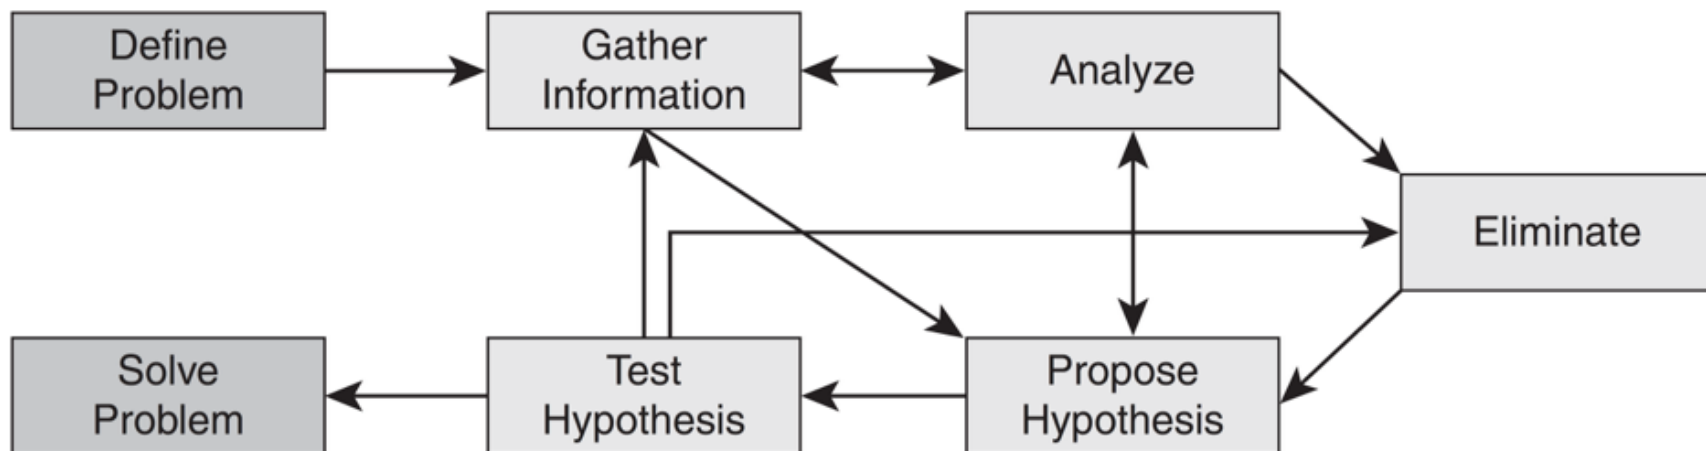 Define
Problem
Gather
Information
Analyze
Eliminate
Solve
Problem
Test
Hypothesis
Propose
Hypothesis